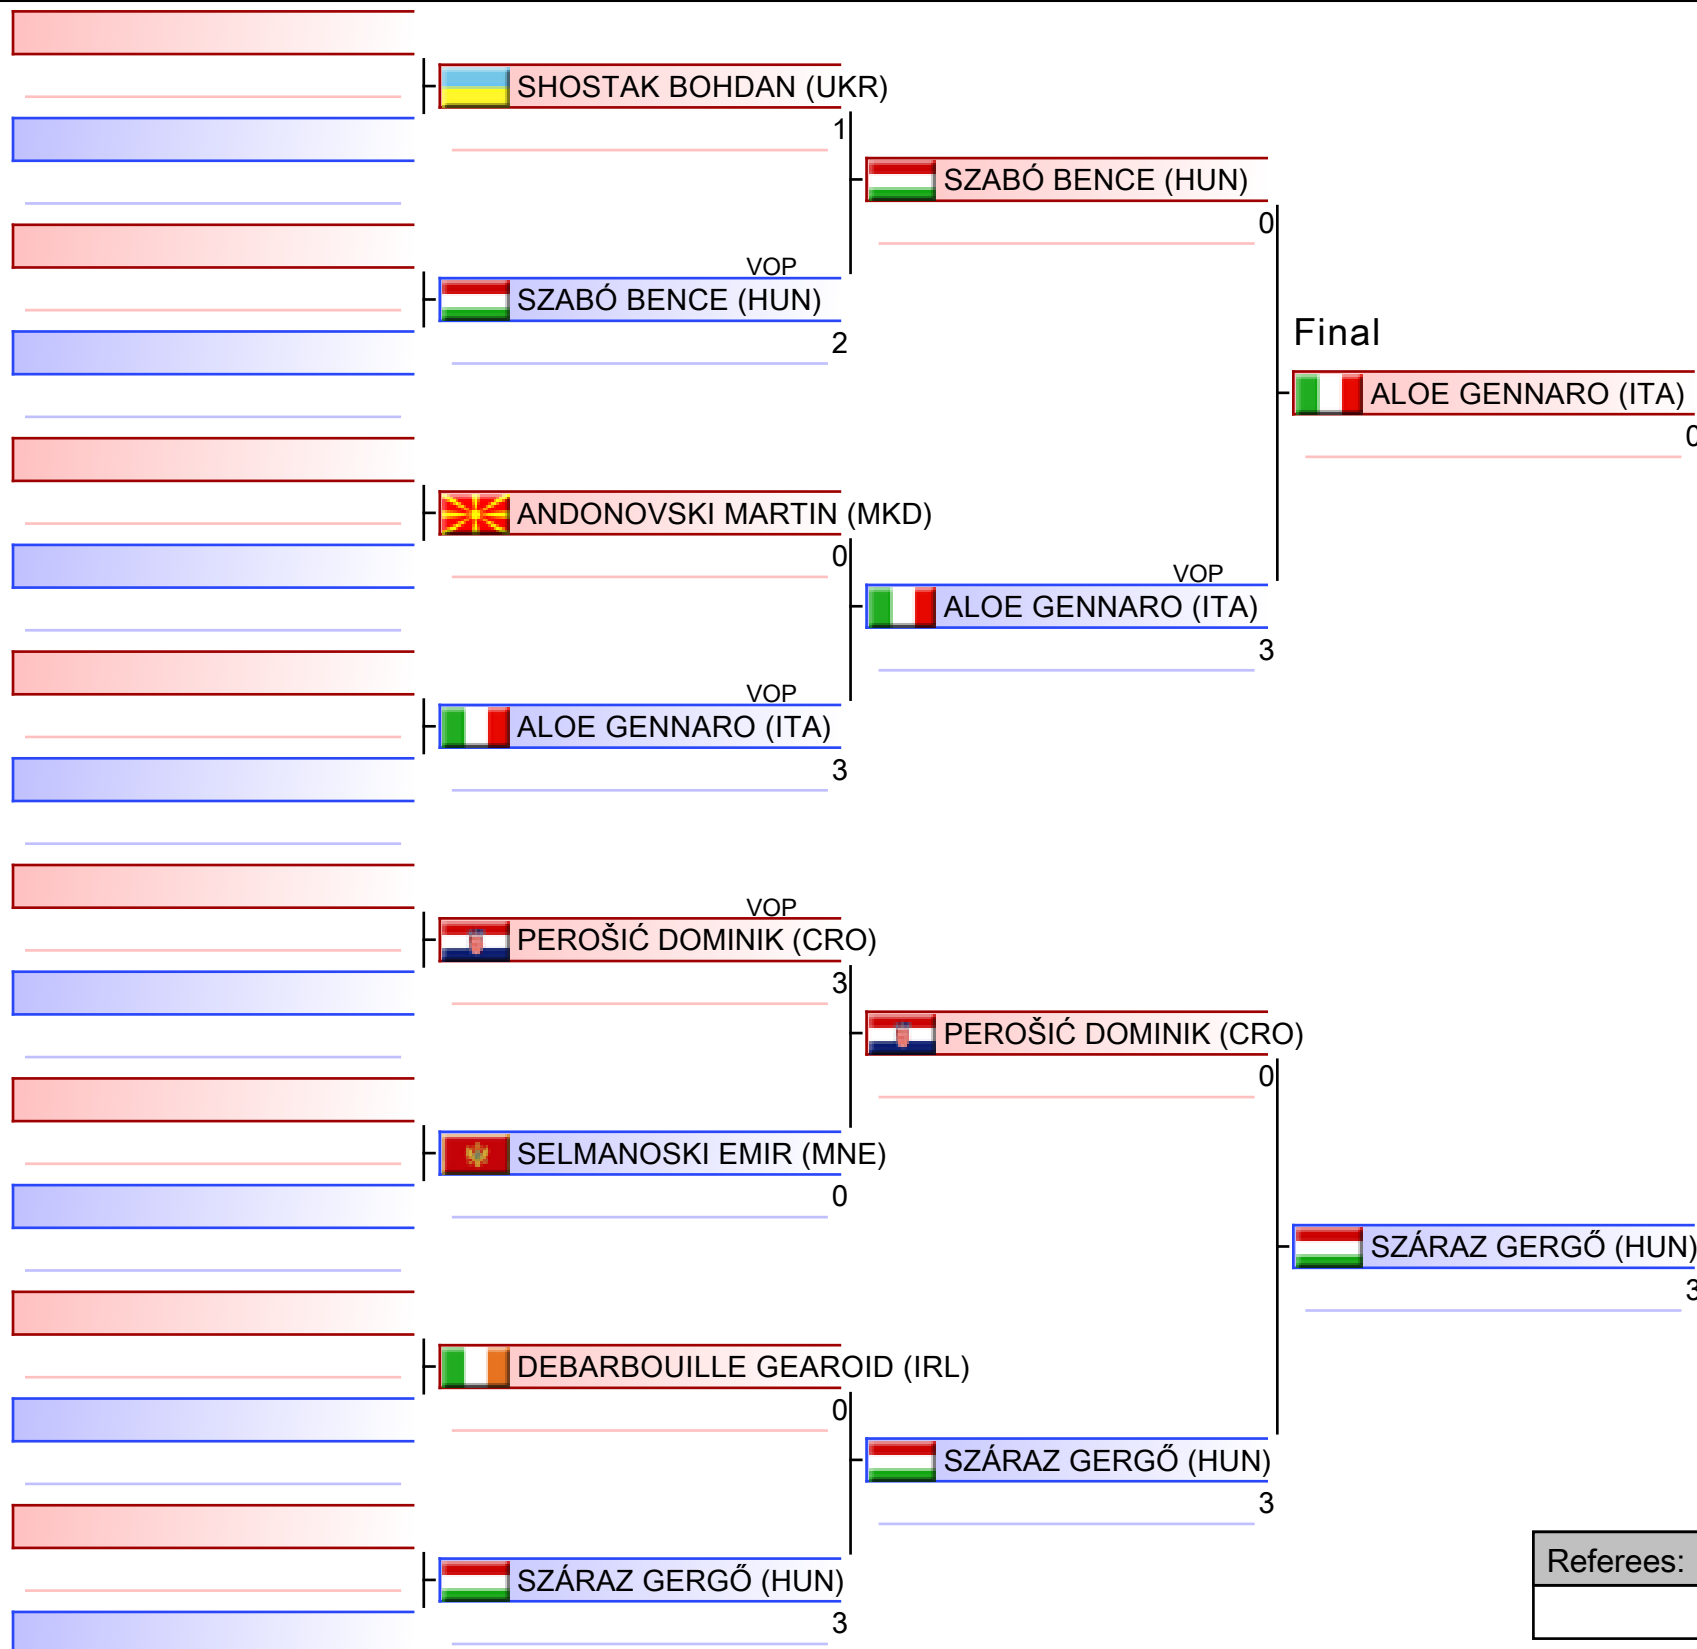 SHOSTAK BOHDAN (UKR)
1
VOP
SZABÓ BENCE (HUN)
2
ANDONOVSKI MARTIN (MKD)
0
VOP
ALOE GENNARO (ITA)
3
VOP
PEROŠIĆ DOMINIK (CRO)
3
SELMANOSKI EMIR (MNE)
0
DEBARBOUILLE GEAROID (IRL)
0
SZÁRAZ GERGŐ (HUN)
3
SZABÓ BENCE (HUN)
0
VOP
ALOE GENNARO (ITA)
3
PEROŠIĆ DOMINIK (CRO)
0
SZÁRAZ GERGŐ (HUN)
3
Final
ALOE GENNARO (ITA)
0
SZÁRAZ GERGŐ (HUN)
3
Referees: